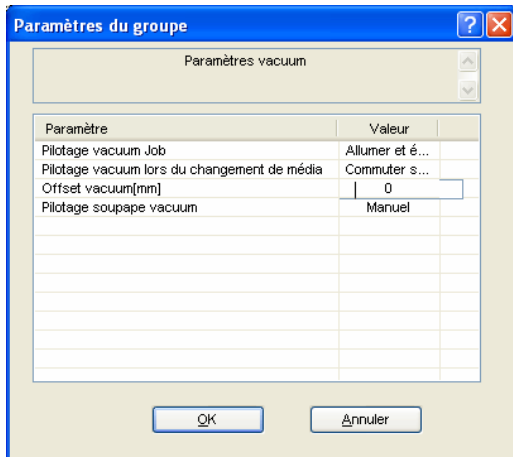 Paramètres du groupe
Paramètres vacuum
Paramètre Valeur
Pilotage vacuum Job Allumer et é...
Pilotage vacuum lors du changement de média Commuter s...
Offset vacuum[mm] 0
Pilotage soupape vacuum Manuel
OK Annuler